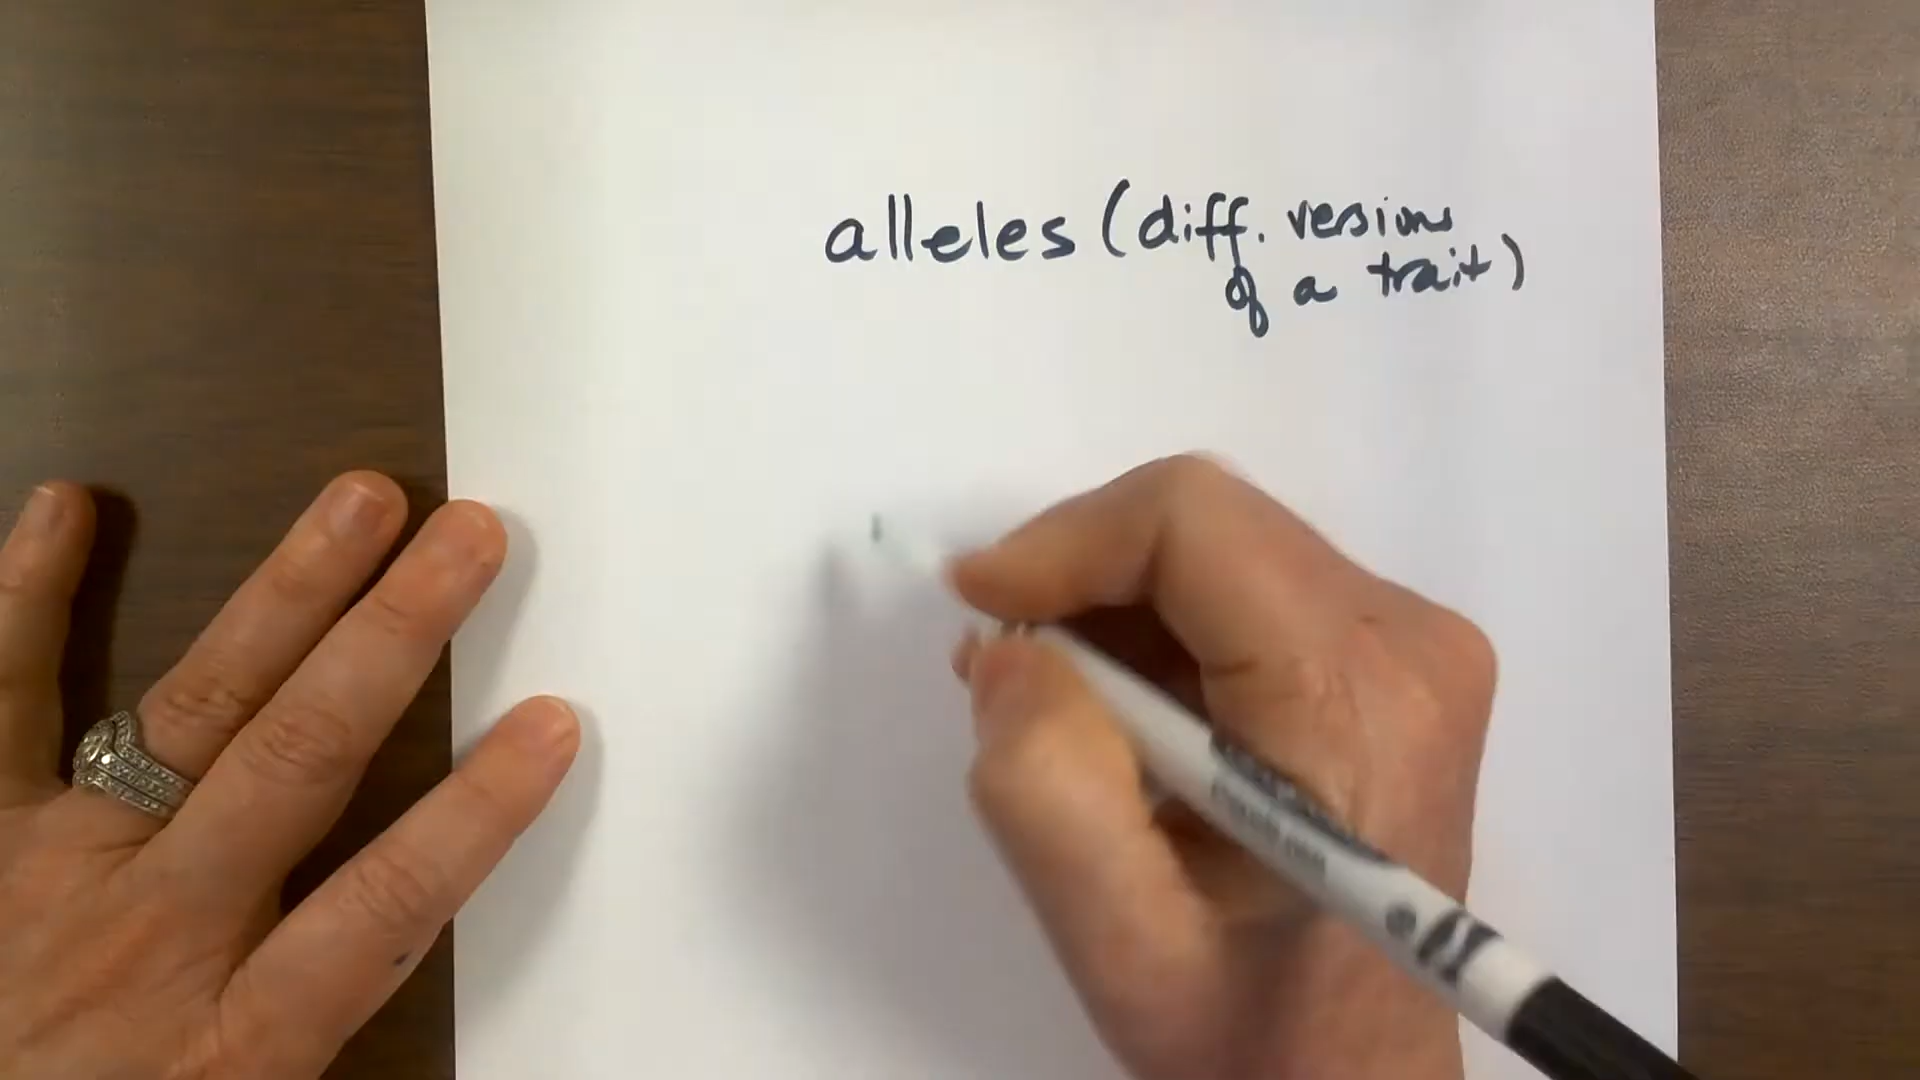 alleles (diff. versions
of a trait)